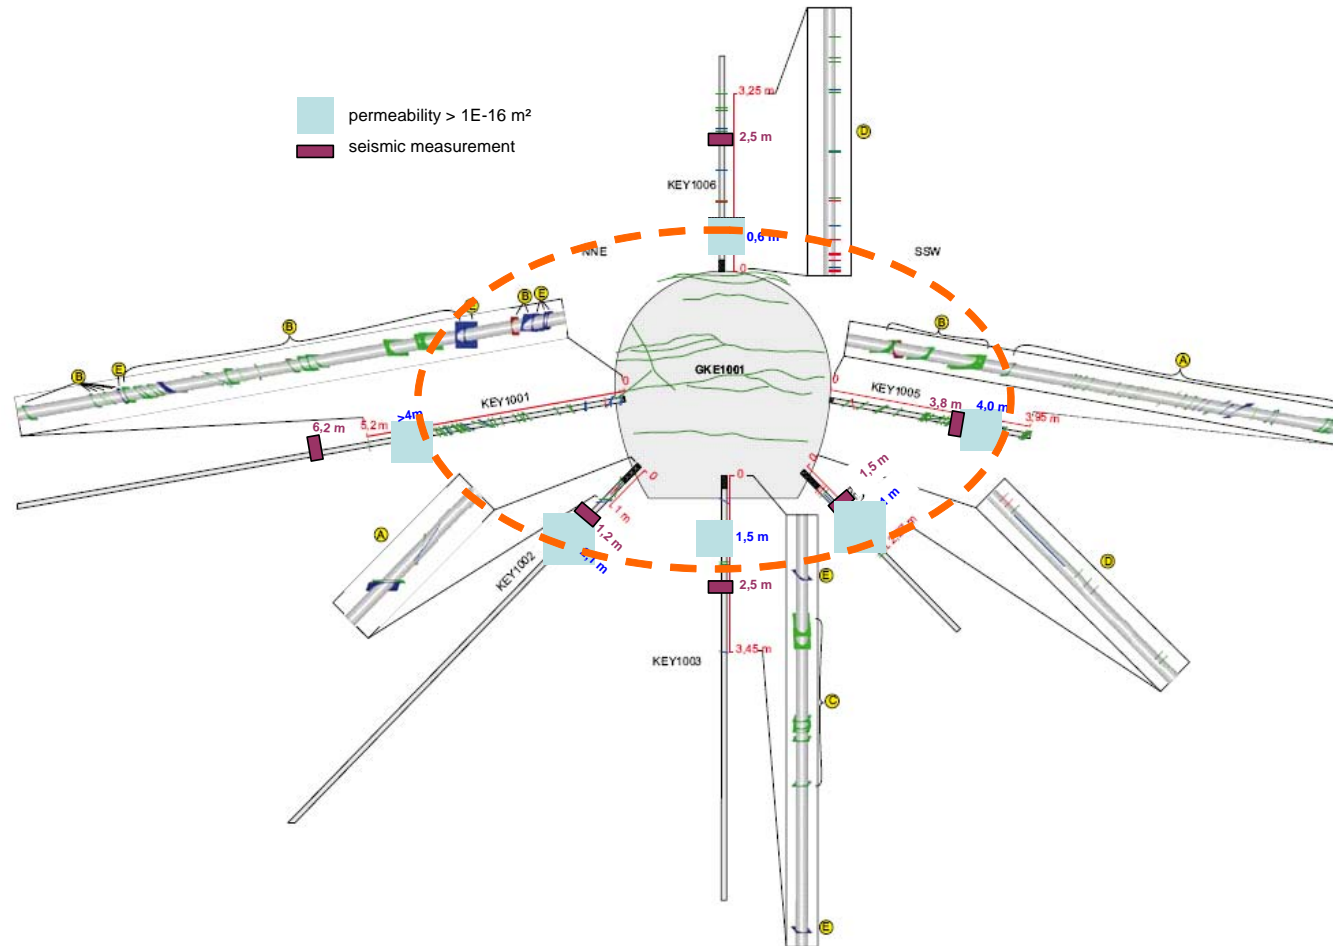 3,25 m
permeability > 1E-16 m²
D
2,5 m
seismic measurement
KEY1006
0,6 m
NNE
SSW
0
B
E
B
B
A
GKE1001
B
E
0
0
KEY1001
KEY1005
>4m
3,8 m
4,0 m
3,95 m
6,2 m
5,2 m
0
0
0
1,5 m
1 m
A
1 m
1,2 m
1,5 m
KEY1002
D
E
2,5 m
3,45 m
KEY1003
C
E